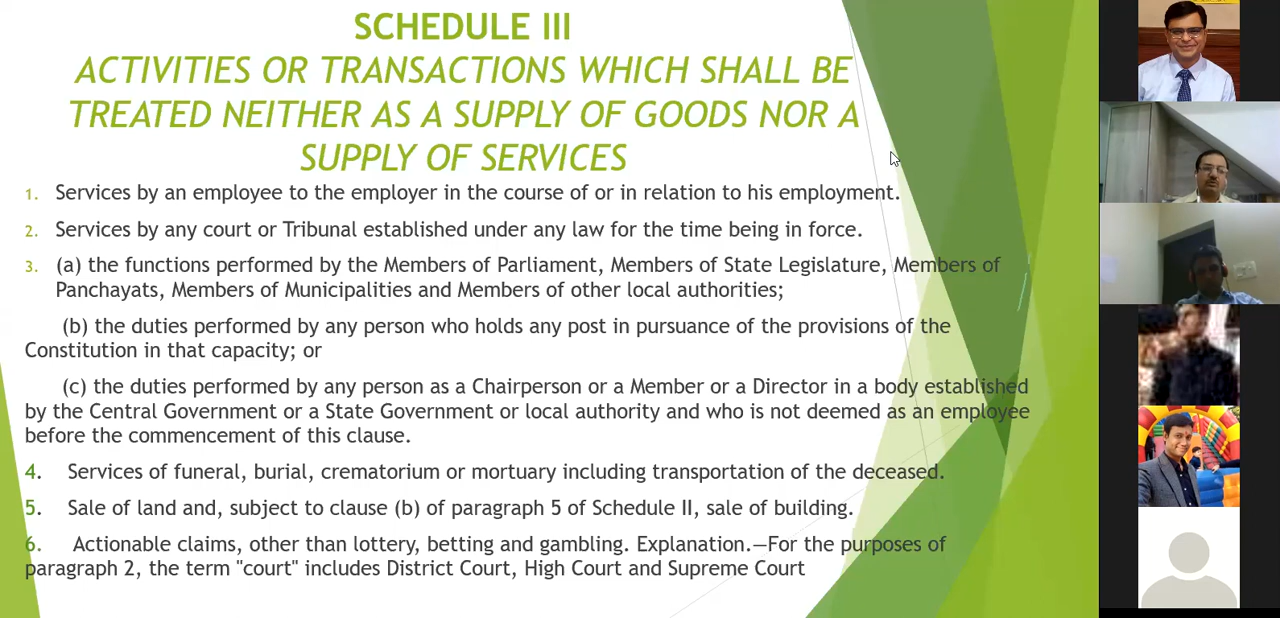 SCHEDULE III
ACTIVITIES OR TRANSACTIONS WHICH SHALL BE
TREATED NEITHER AS A SUPPLY OF GOODS NOR A
SUPPLY OF SERVICES
1. Services by an employee to the employer in the course of or in relation to his employment.
2. Services by any court or Tribunal established under any law for the time being in force.
3. (a) the functions performed by the Members of Parliament, Members of State Legislature, Members of
Panchayats, Members of Municipalities and Members of other local authorities;
(b) the duties performed by any person who holds any post in pursuance of the provisions of the
Constitution in that capacity; or
(c) the duties performed by any person as a Chairperson or a Member or a Director in a body established
by the Central Government or a State Government or local authority and who is not deemed as an employee
before the commencement of this clause.
4. Services of funeral, burial, crematorium or mortuary including transportation of the deceased.
5. Sale of land and, subject to clause (b) of paragraph 5 of Schedule II, sale of building.
6. Actionable claims, other than lottery, betting and gambling. Explanation.—For the purposes of
paragraph 2, the term "court" includes District Court, High Court and Supreme Court